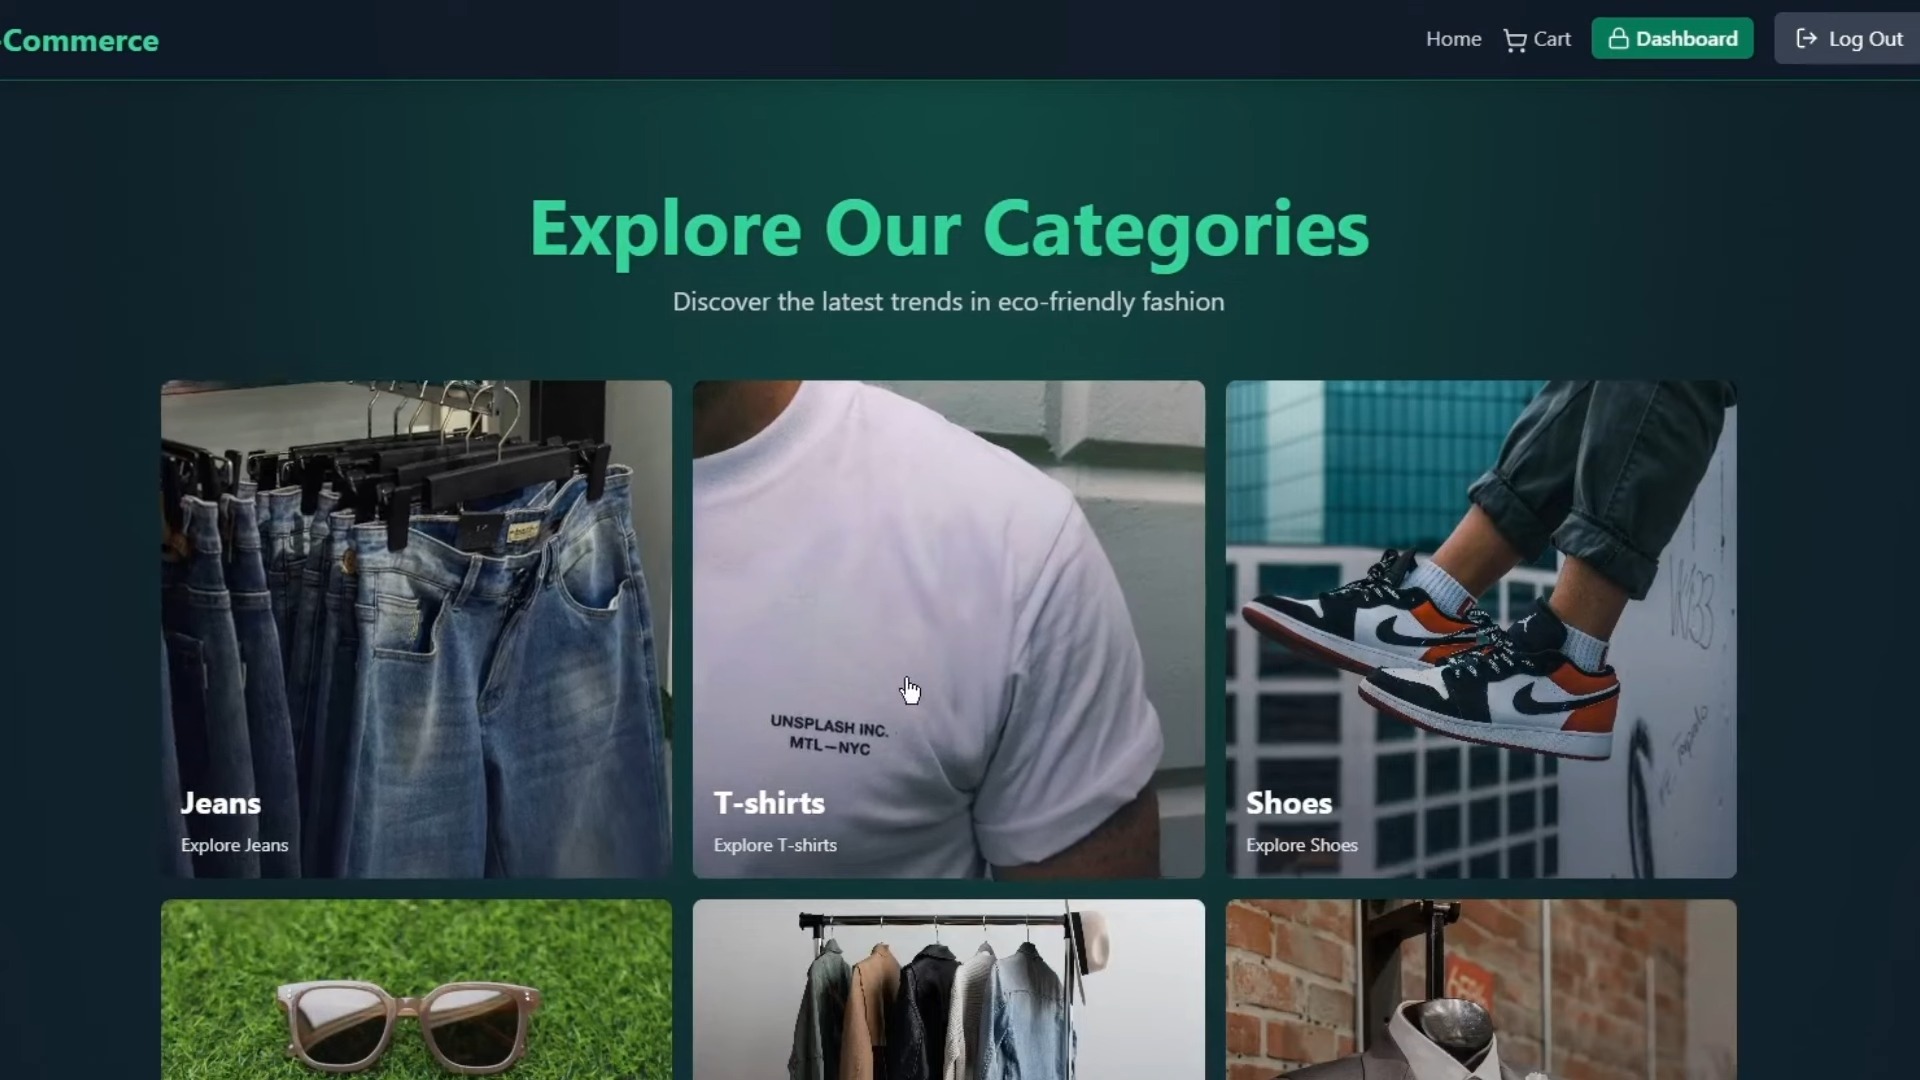 -Commerce
Home
Cart
Dashboard
Log Out
Explore Our Categories
Discover the latest trends in eco-friendly fashion
UNSPLASH INC.
MTL—NYC
Jeans
Explore Jeans
T-shirts
Explore T-shirts
Shoes
Explore Shoes